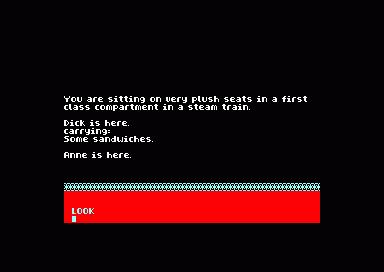 You are sitting on very plush seats in a first
class compartment in a steam train.
Dick is here.
carrying:
Some sandwiches.
Anne is here.
LOOK